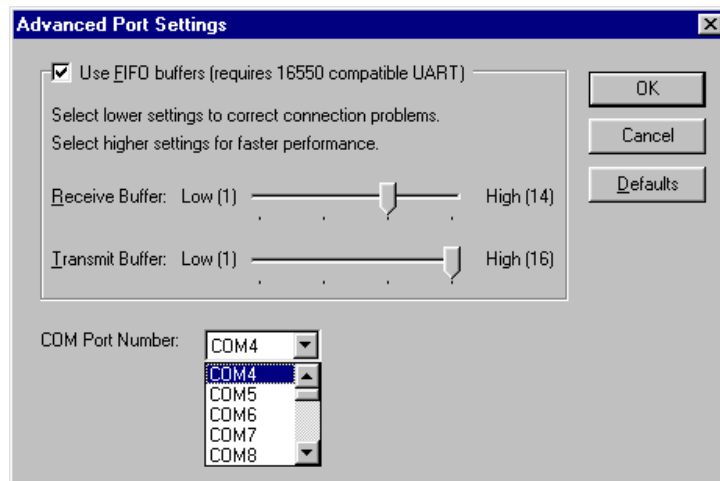 Advanced Port Settings
Use FIFO buffers (requires 16550 compatible UART)
OK
Select lower settings to correct connection problems.
Select higher settings for faster performance.
Cancel
Defaults
Receive Buffer: Low (1) High (14)
Transmit Buffer: Low (1) High (16)
COM Port Number: COM4
COM4
COM5
COM6
COM7
COM8